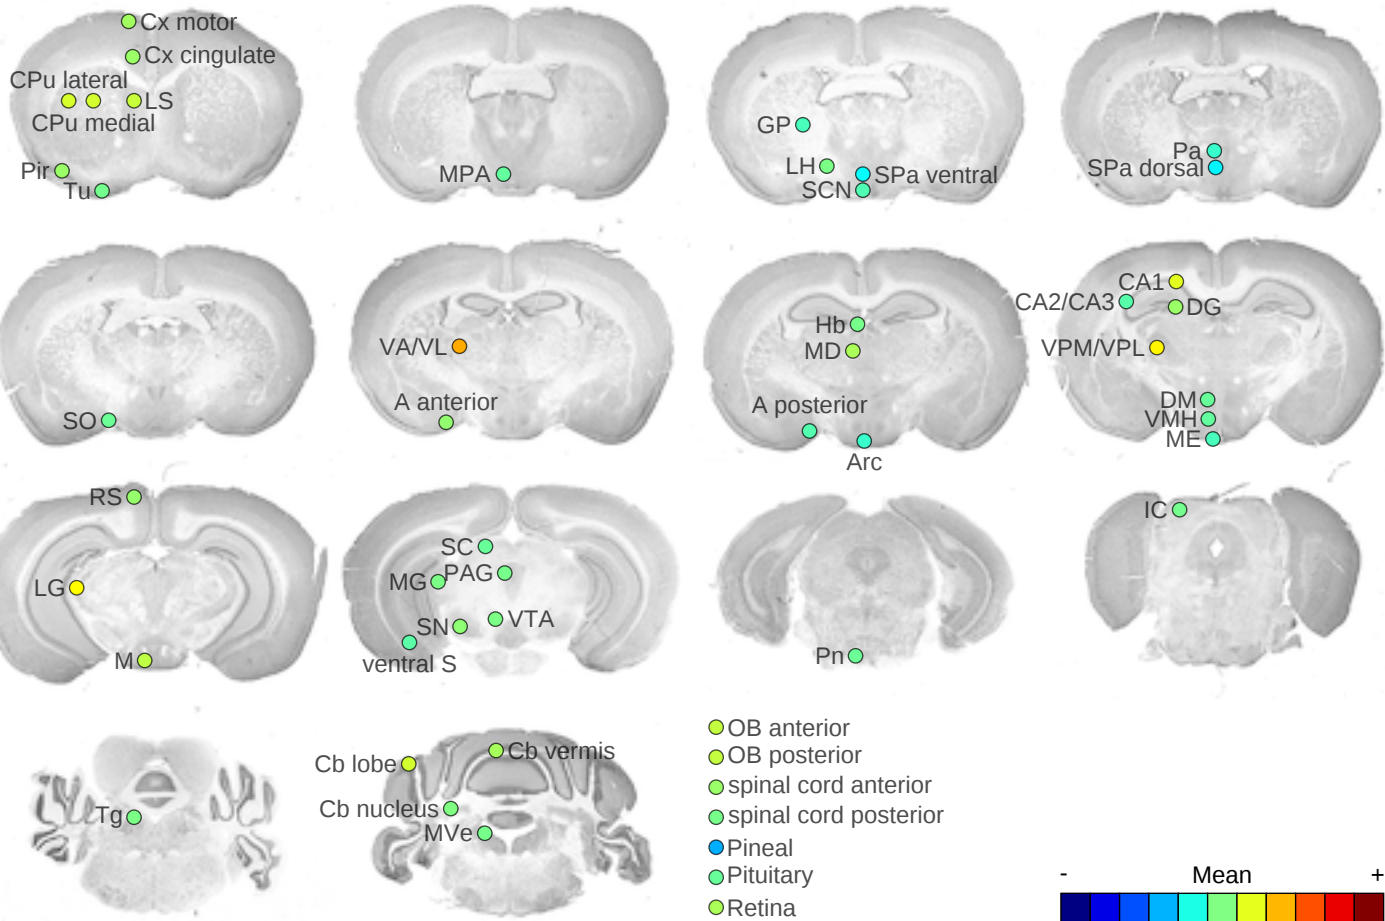 Cx motor
Cx cingulate
CPu lateral
LS
CPu medial
Pir
Tu
MPA
GP
LH
SPa ventral
SCN
Pa
SPa dorsal
SO
VA/VL
A anterior
Hb
MD
A posterior
Arc
CA1
CA2/CA3
DG
VPM/VPL
DM
VMH
ME
RS
LG
M
SC
MG
PAG
SN
VTA
ventral S
Pn
IC
Tg
Cb lobe
Cb vermis
Cb nucleus
MVe
OB anterior
OB posterior
spinal cord anterior
spinal cord posterior
Pineal
Pituitary
Retina
- Mean +